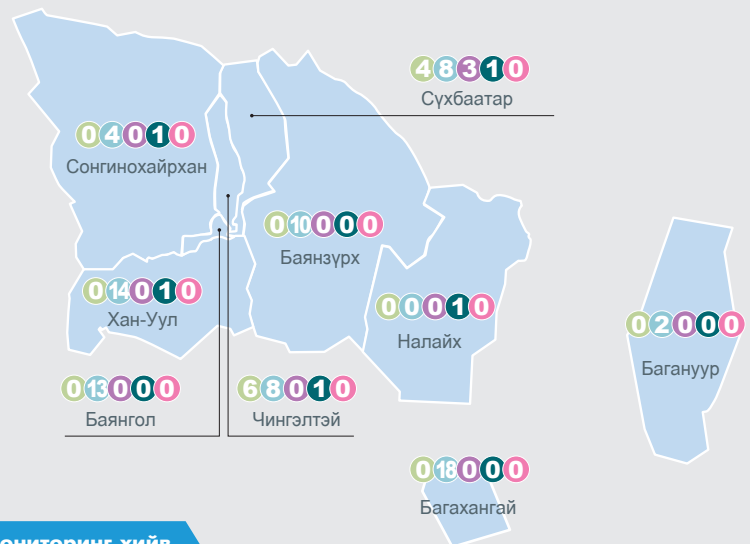 4 8 3 1 0
Сүхбаатар
0 4 0 1 0
Сонгинохайрхан
0 10 0 0 0
Баянзүрх
0 14 0 1 0
Хан-Уул
0 0 0 1 0
Налайх
0 2 0 0 0
Багануур
0 13 0 0 0
Баянгол
6 8 0 1 0
Чингэлтэй
0 18 0 0 0
Багахангай